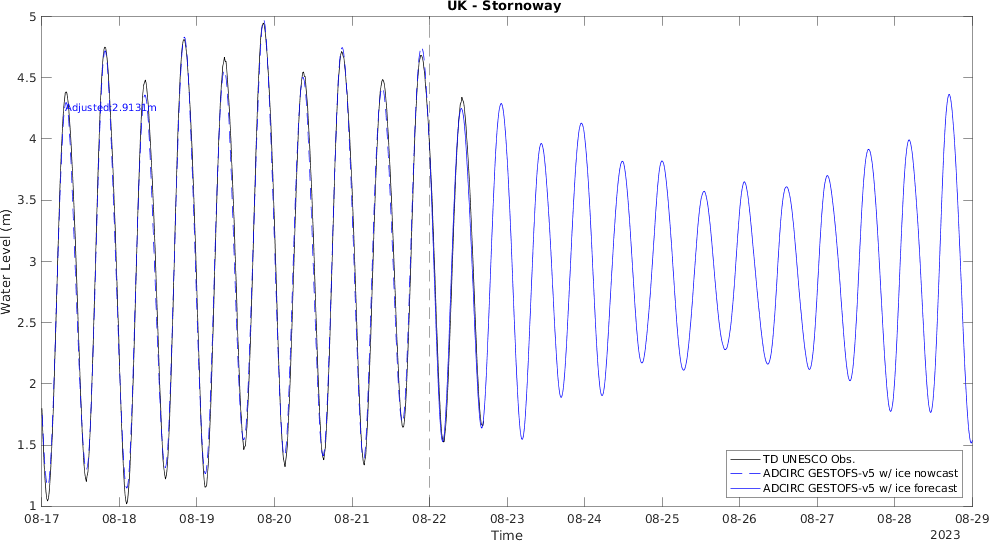 UK - Stornoway
5
4.5
4
3.5
3
2.5
2
1.5
1
Water Level (m)
Adjusted:2.9131m
TD UNESCO Obs.
ADCIRC GESTOFS-v5 w/ ice nowcast
ADCIRC GESTOFS-v5 w/ ice forecast
08-17 08-18 08-19 08-20 08-21 08-22 08-23 08-24 08-25 08-26 08-27 08-28 08-29
Time
2023